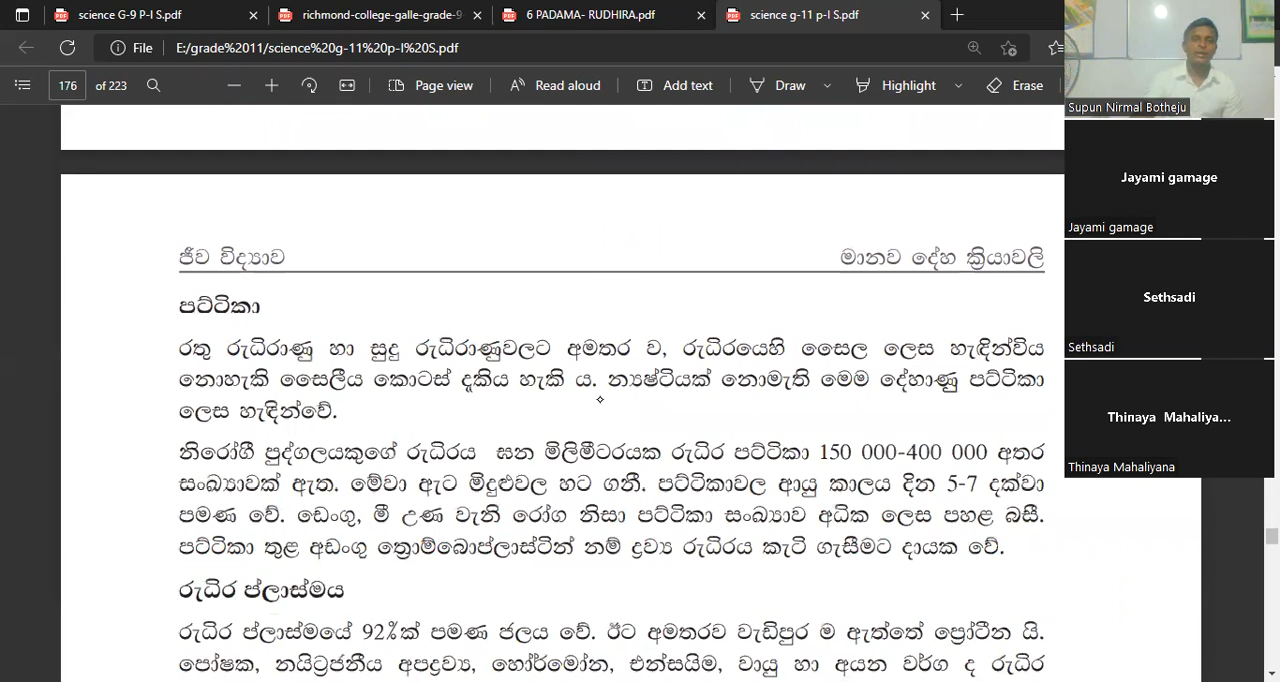 science G-9 P-I S.pdf
richmond-college-galle-grade-9
6 PADAMA- RUDHIRA.pdf
science g-11 p-I S.pdf
File
E:/grade%2011/science%20g-11%20p-I%20S.pdf
176 of 223
Page view
Read aloud
Add text
Draw
Highlight
Erase
Supun Nirmal Botheju
Jayami gamage
Jayami gamage
Sethsadi
Sethsadi
Thinaya Mahaliya...
Thinaya Mahaliyana
ජීව විද්‍යාව
මානව දේහ ක්‍රියාවලි
පට්ටිකා
රතු රුධිරාණු හා සුදු රුධිරාණුවලට අමතර ව, රුධිරයෙහි සෛල ලෙස හැඳින්විය
නොහැකි සෛලීය කොටස් දැකිය හැකි ය. න්‍යෂ්ටියක් නොමැති මෙම දේහාණු පට්ටිකා
ලෙස හැඳින්වේ.
නිරෝගී පුද්ගලයකුගේ රුධිරය ඝන මිලිමීටරයක රුධිර පට්ටිකා 150 000-400 000 අතර
සංඛ්‍යාවක් ඇත. මේවා ඇට මිදුළුවල හට ගනී. පට්ටිකාවල ආයු කාලය දින 5-7 දක්වා
පමණ වේ. ඩෙංගු, මී උණ වැනි රෝග නිසා පට්ටිකා සංඛ්‍යාව අධික ලෙස පහළ බසී.
පට්ටිකා තුළ අඩංගු ත්‍රොම්බොප්ලාස්ටින් නම් ද්‍රව්‍ය රුධිරය කැටි ගැසීමට දායක වේ.
රුධිර ප්ලාස්මය
රුධිර ප්ලාස්මයේ 92%ක් පමණ ජලය වේ. ඊට අමතරව වැඩිපුර ම ඇත්තේ ප්‍රෝටීන යි.
පෝෂක, නයිට්‍රජනීය අපද්‍රව්‍ය, හෝර්මෝන, එන්සයිම, වායු හා අයන වර්ග ද රුධිර